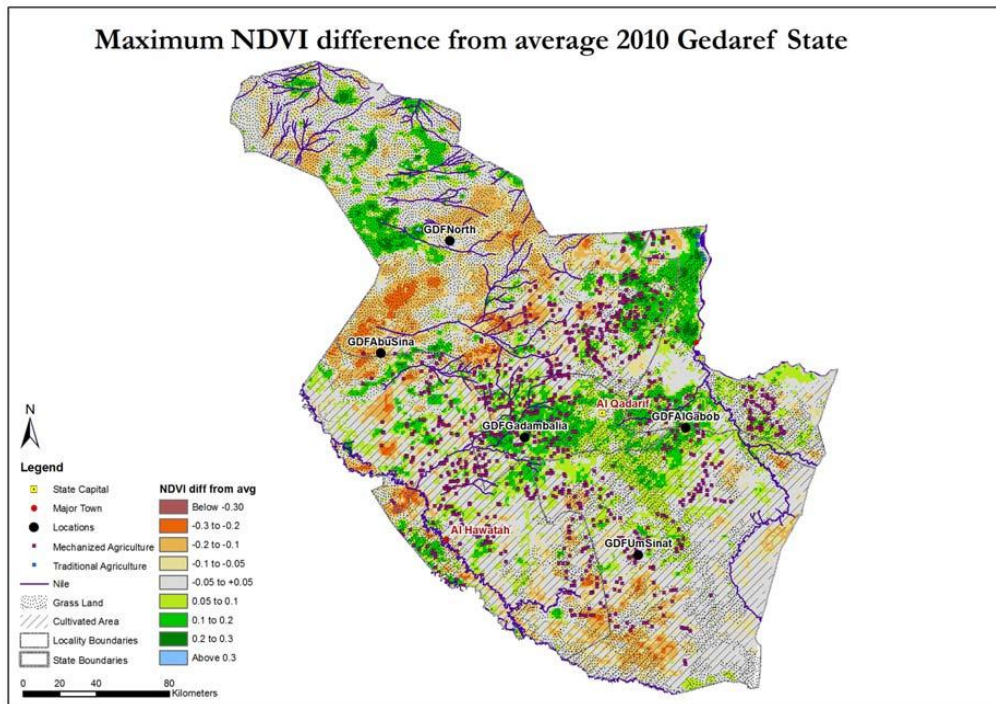 Maximum NDVI difference from average 2010 Gedaref State
GDFNorth
GDFAbuSina
Al Qadarif
GDFAlGabob
GDFGadambalia
Al Hawatah
GDFUmSinat
N
Legend
State Capital
Major Town
Locations
Mechanized Agriculture
Traditional Agriculture
Nile
Grass Land
Cultivated Area
Locality Boundaries
State Boundaries
NDVI diff from avg
Below -0.30
-0.3 to -0.2
-0.2 to -0.1
-0.1 to -0.05
-0.05 to +0.05
0.05 to 0.1
0.1 to 0.2
0.2 to 0.3
Above 0.3
0 20 40 80
Kilometers